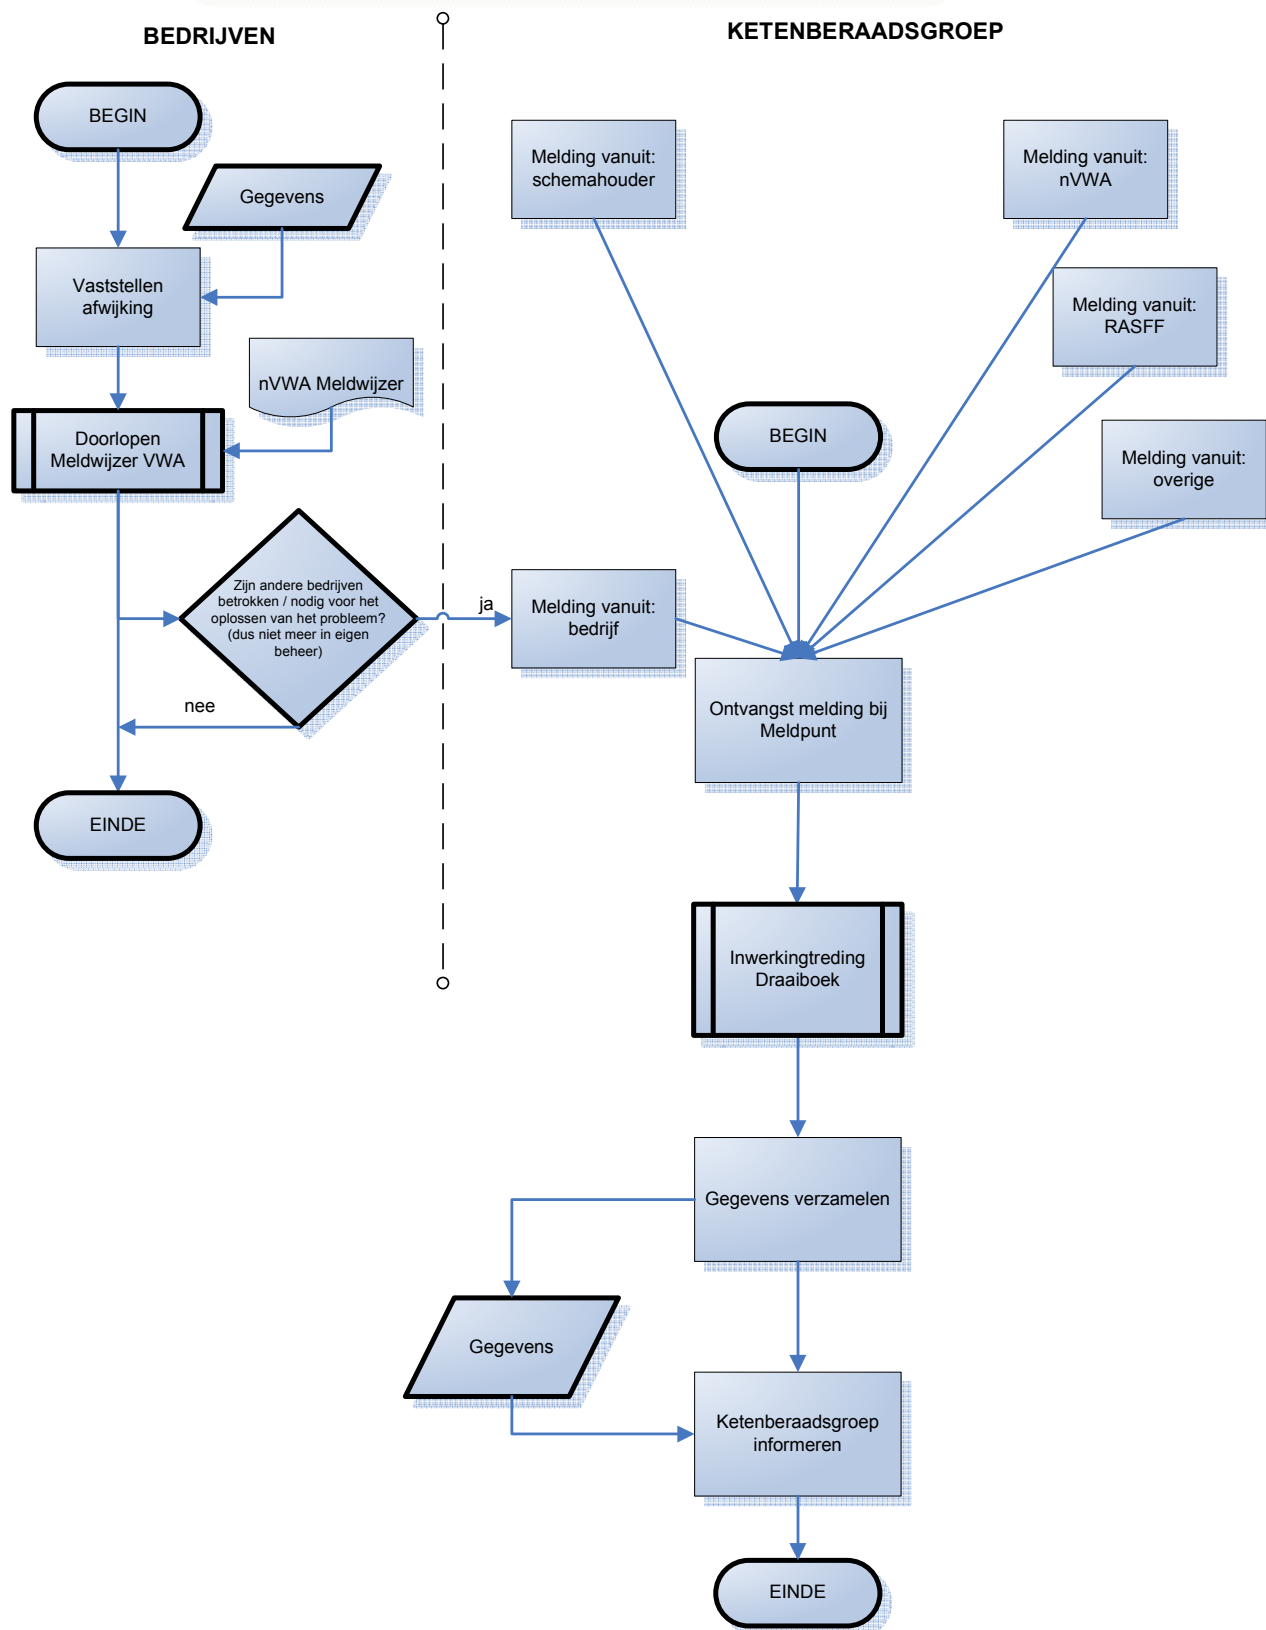 BEDRIJVEN
KETENBERAADSGROEP
BEGIN
Gegevens
Vaststellen
afwijking
nVWA Meldwijzer
Doorlopen
Meldwijzer VWA
Zijn andere bedrijven
betrokken / nodig voor het
oplossen van het probleem?
(dus niet meer in eigen
beheer)
ja
nee
EINDE
Melding vanuit:
schemahouder
Melding vanuit:
nVWA
Melding vanuit:
RASFF
BEGIN
Melding vanuit:
overige
Melding vanuit:
bedrijf
Ontvangst melding bij
Meldpunt
Inwerkingtreding
Draaiboek
Gegevens verzamelen
Gegevens
Ketenberaadsgroep
informeren
EINDE